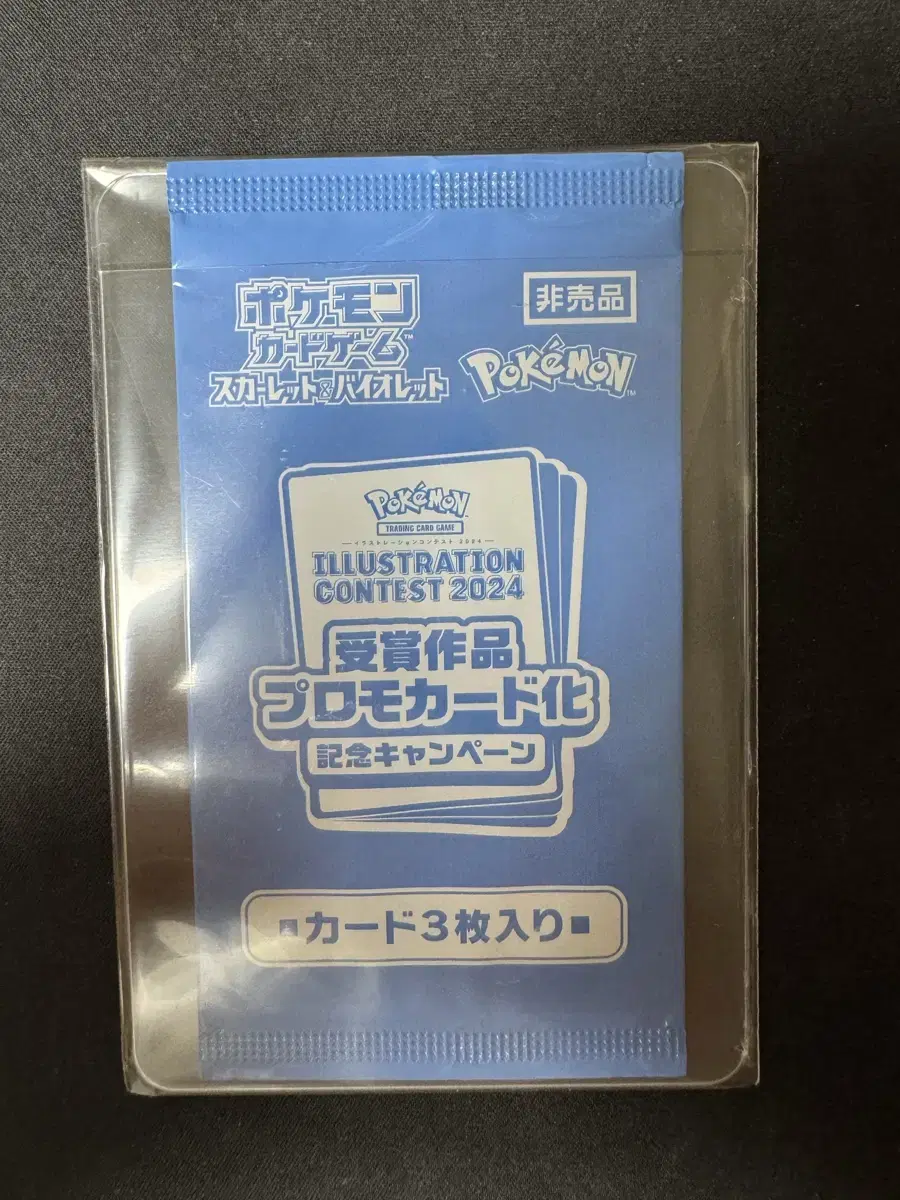 ポケモン
カードゲーム™
スカーレット&バイオレット
非売品
Pokémon™
Pokémon
TRADING CARD GAME
イラストレーションコンテスト 2024
ILLUSTRATION
CONTEST 2024
受賞作品
プロモカード化
記念キャンペーン
■カード3枚入り■